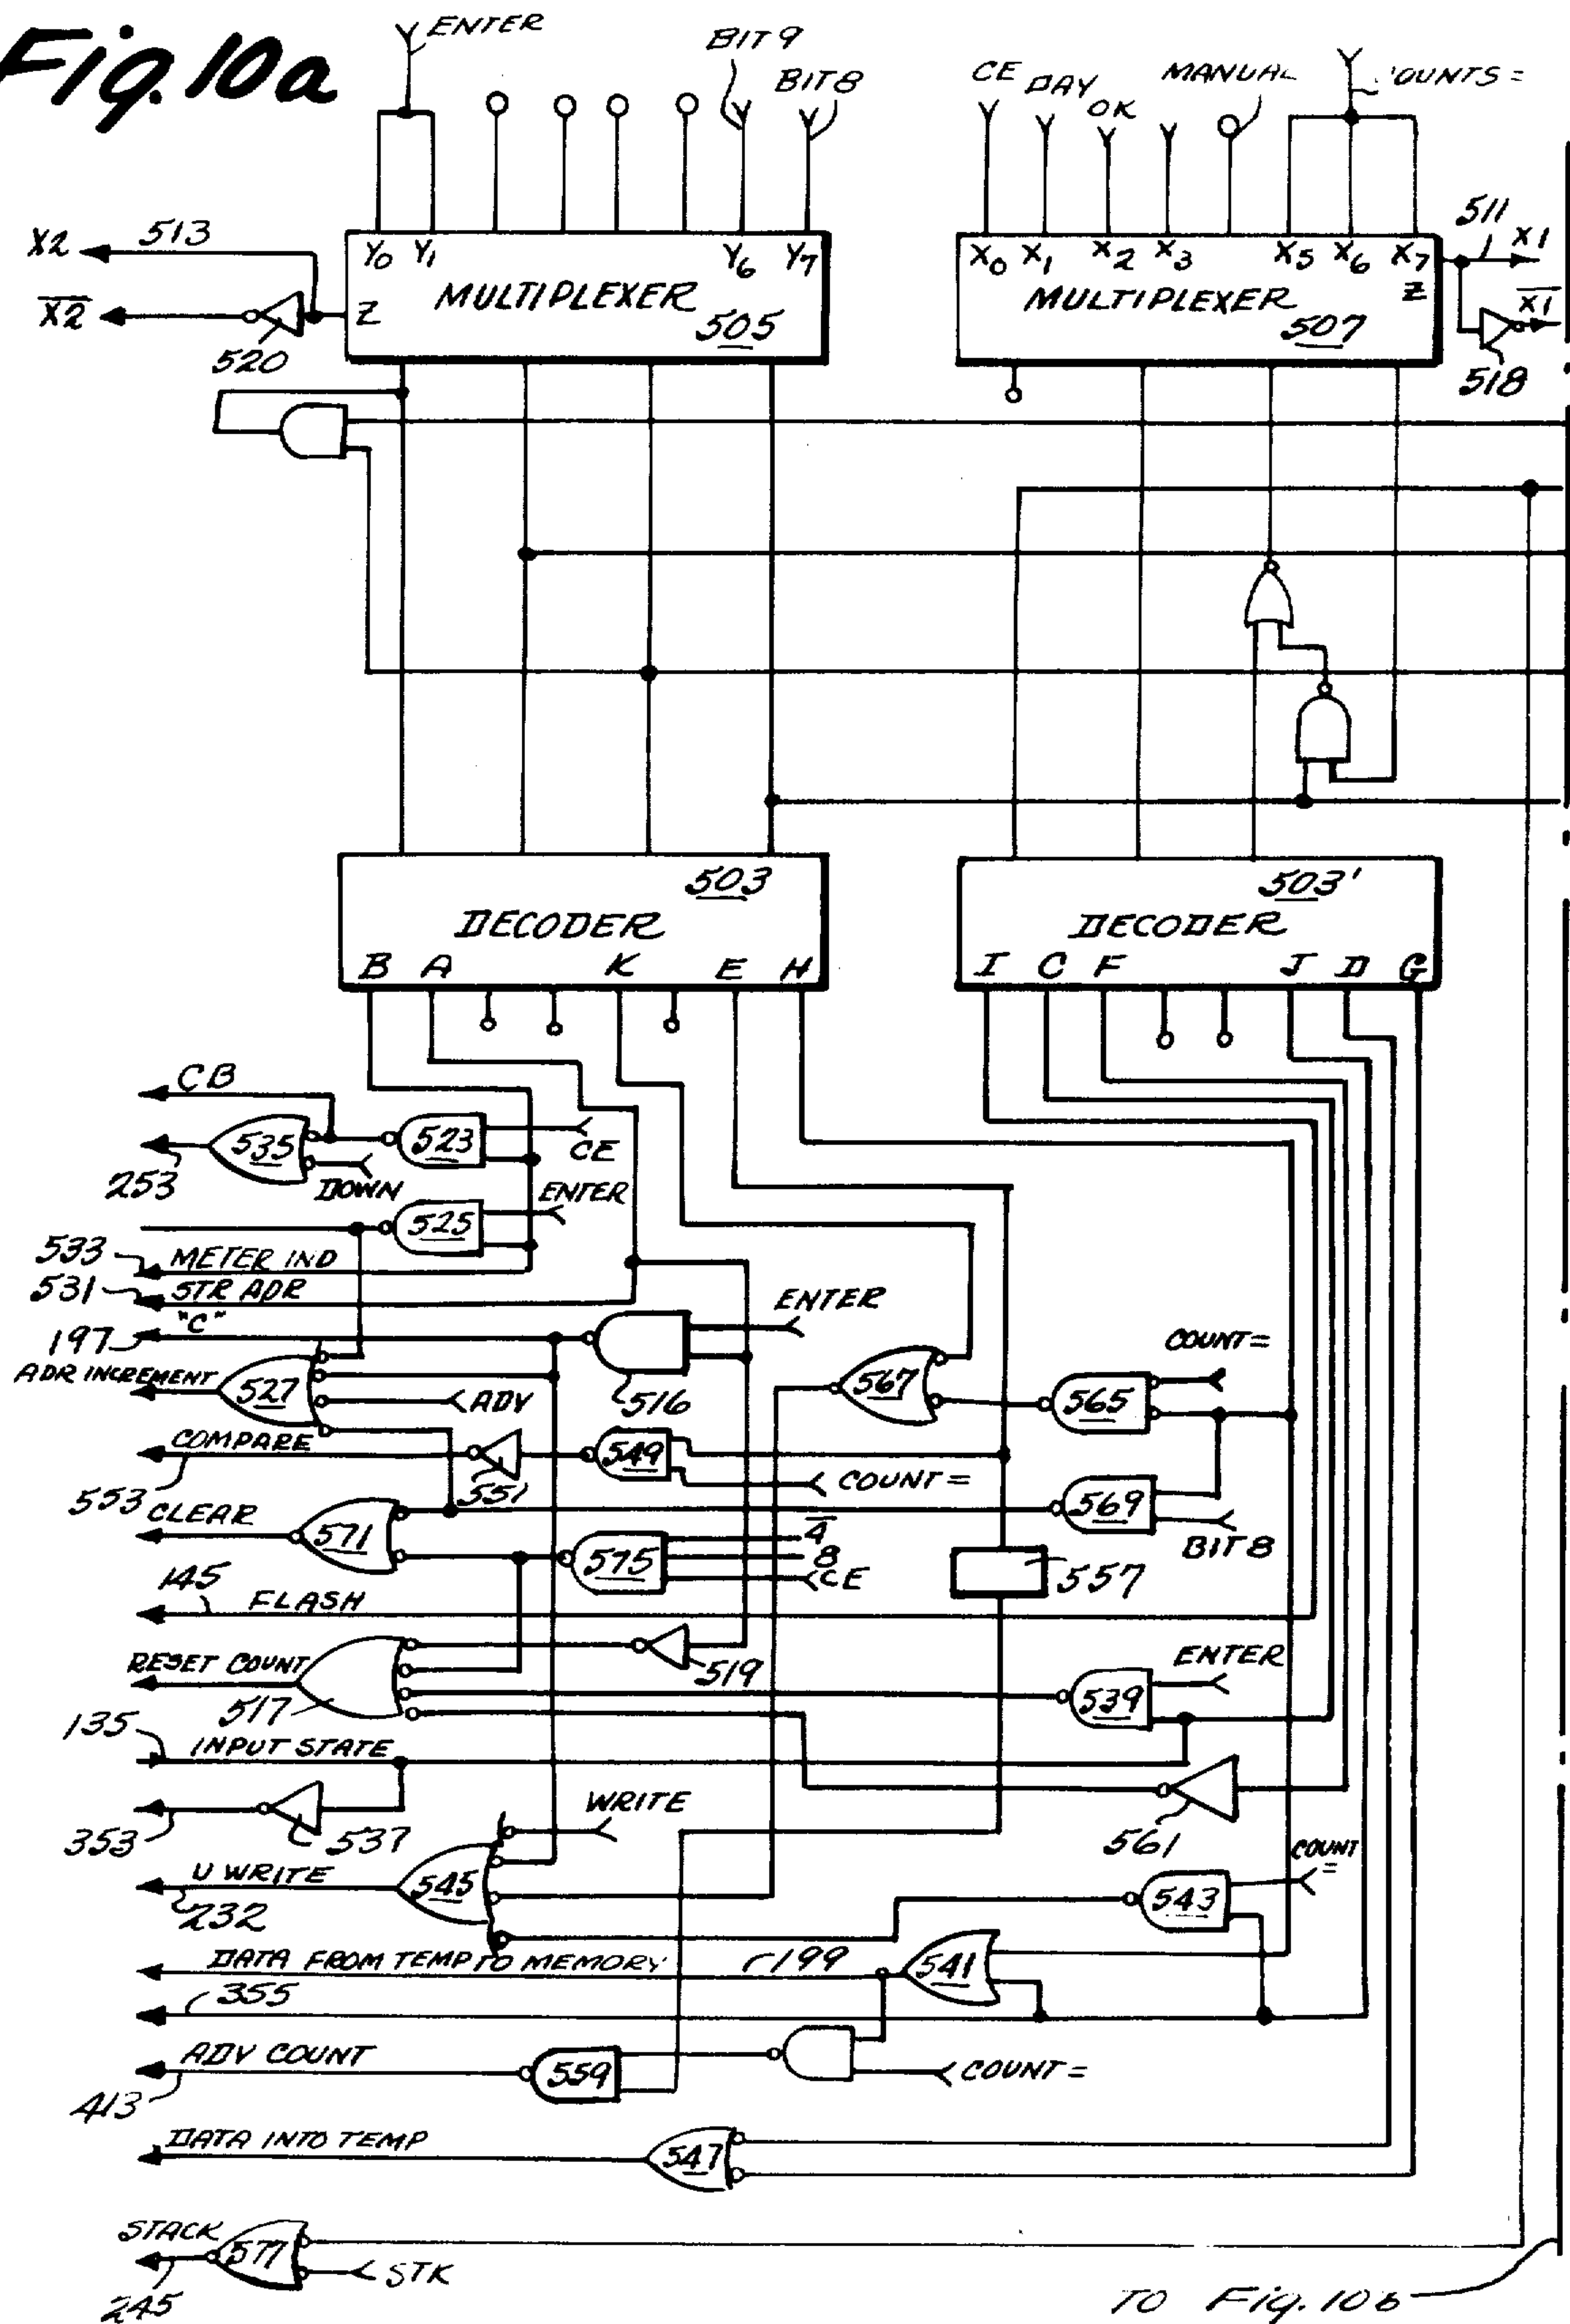 Fig. 10a
ENTER
BIT 9
BIT 8
CE DAY OK MANUAL OUNTS =
X2 513
Y0 Y1 Y6 Y7
X0 X1 X2 X3 X5 X6 X7
511 X1
MULTIPLEXER
MULTIPLEXER
Z
Z
X̅2̅
505
507
X̅1̅
520
518
503
503'
DECODER
DECODER
B A K E H
I C F J D G
CB
535 523 CE
253 DOWN
ENTER
525
533 METER IND
531 STR ADR
197 "C"
ENTER
COUNT =
ADR INCREMENT
527 ADV 516
567 565
COMPARE
549
553 551 COUNT =
CLEAR
569
571
575 4̅
8
CE
BIT 8
557
145 FLASH
519
ENTER
RESET COUNT
517
539
135 INPUT STATE
353 537
WRITE
561
COUNT =
U WRITE
545
543
232
DATA FROM TEMP TO MEMORY 199
541
355
ADV COUNT
559
COUNT =
413
DATA INTO TEMP
547
STACK
577
STK
245
TO Fig. 10b